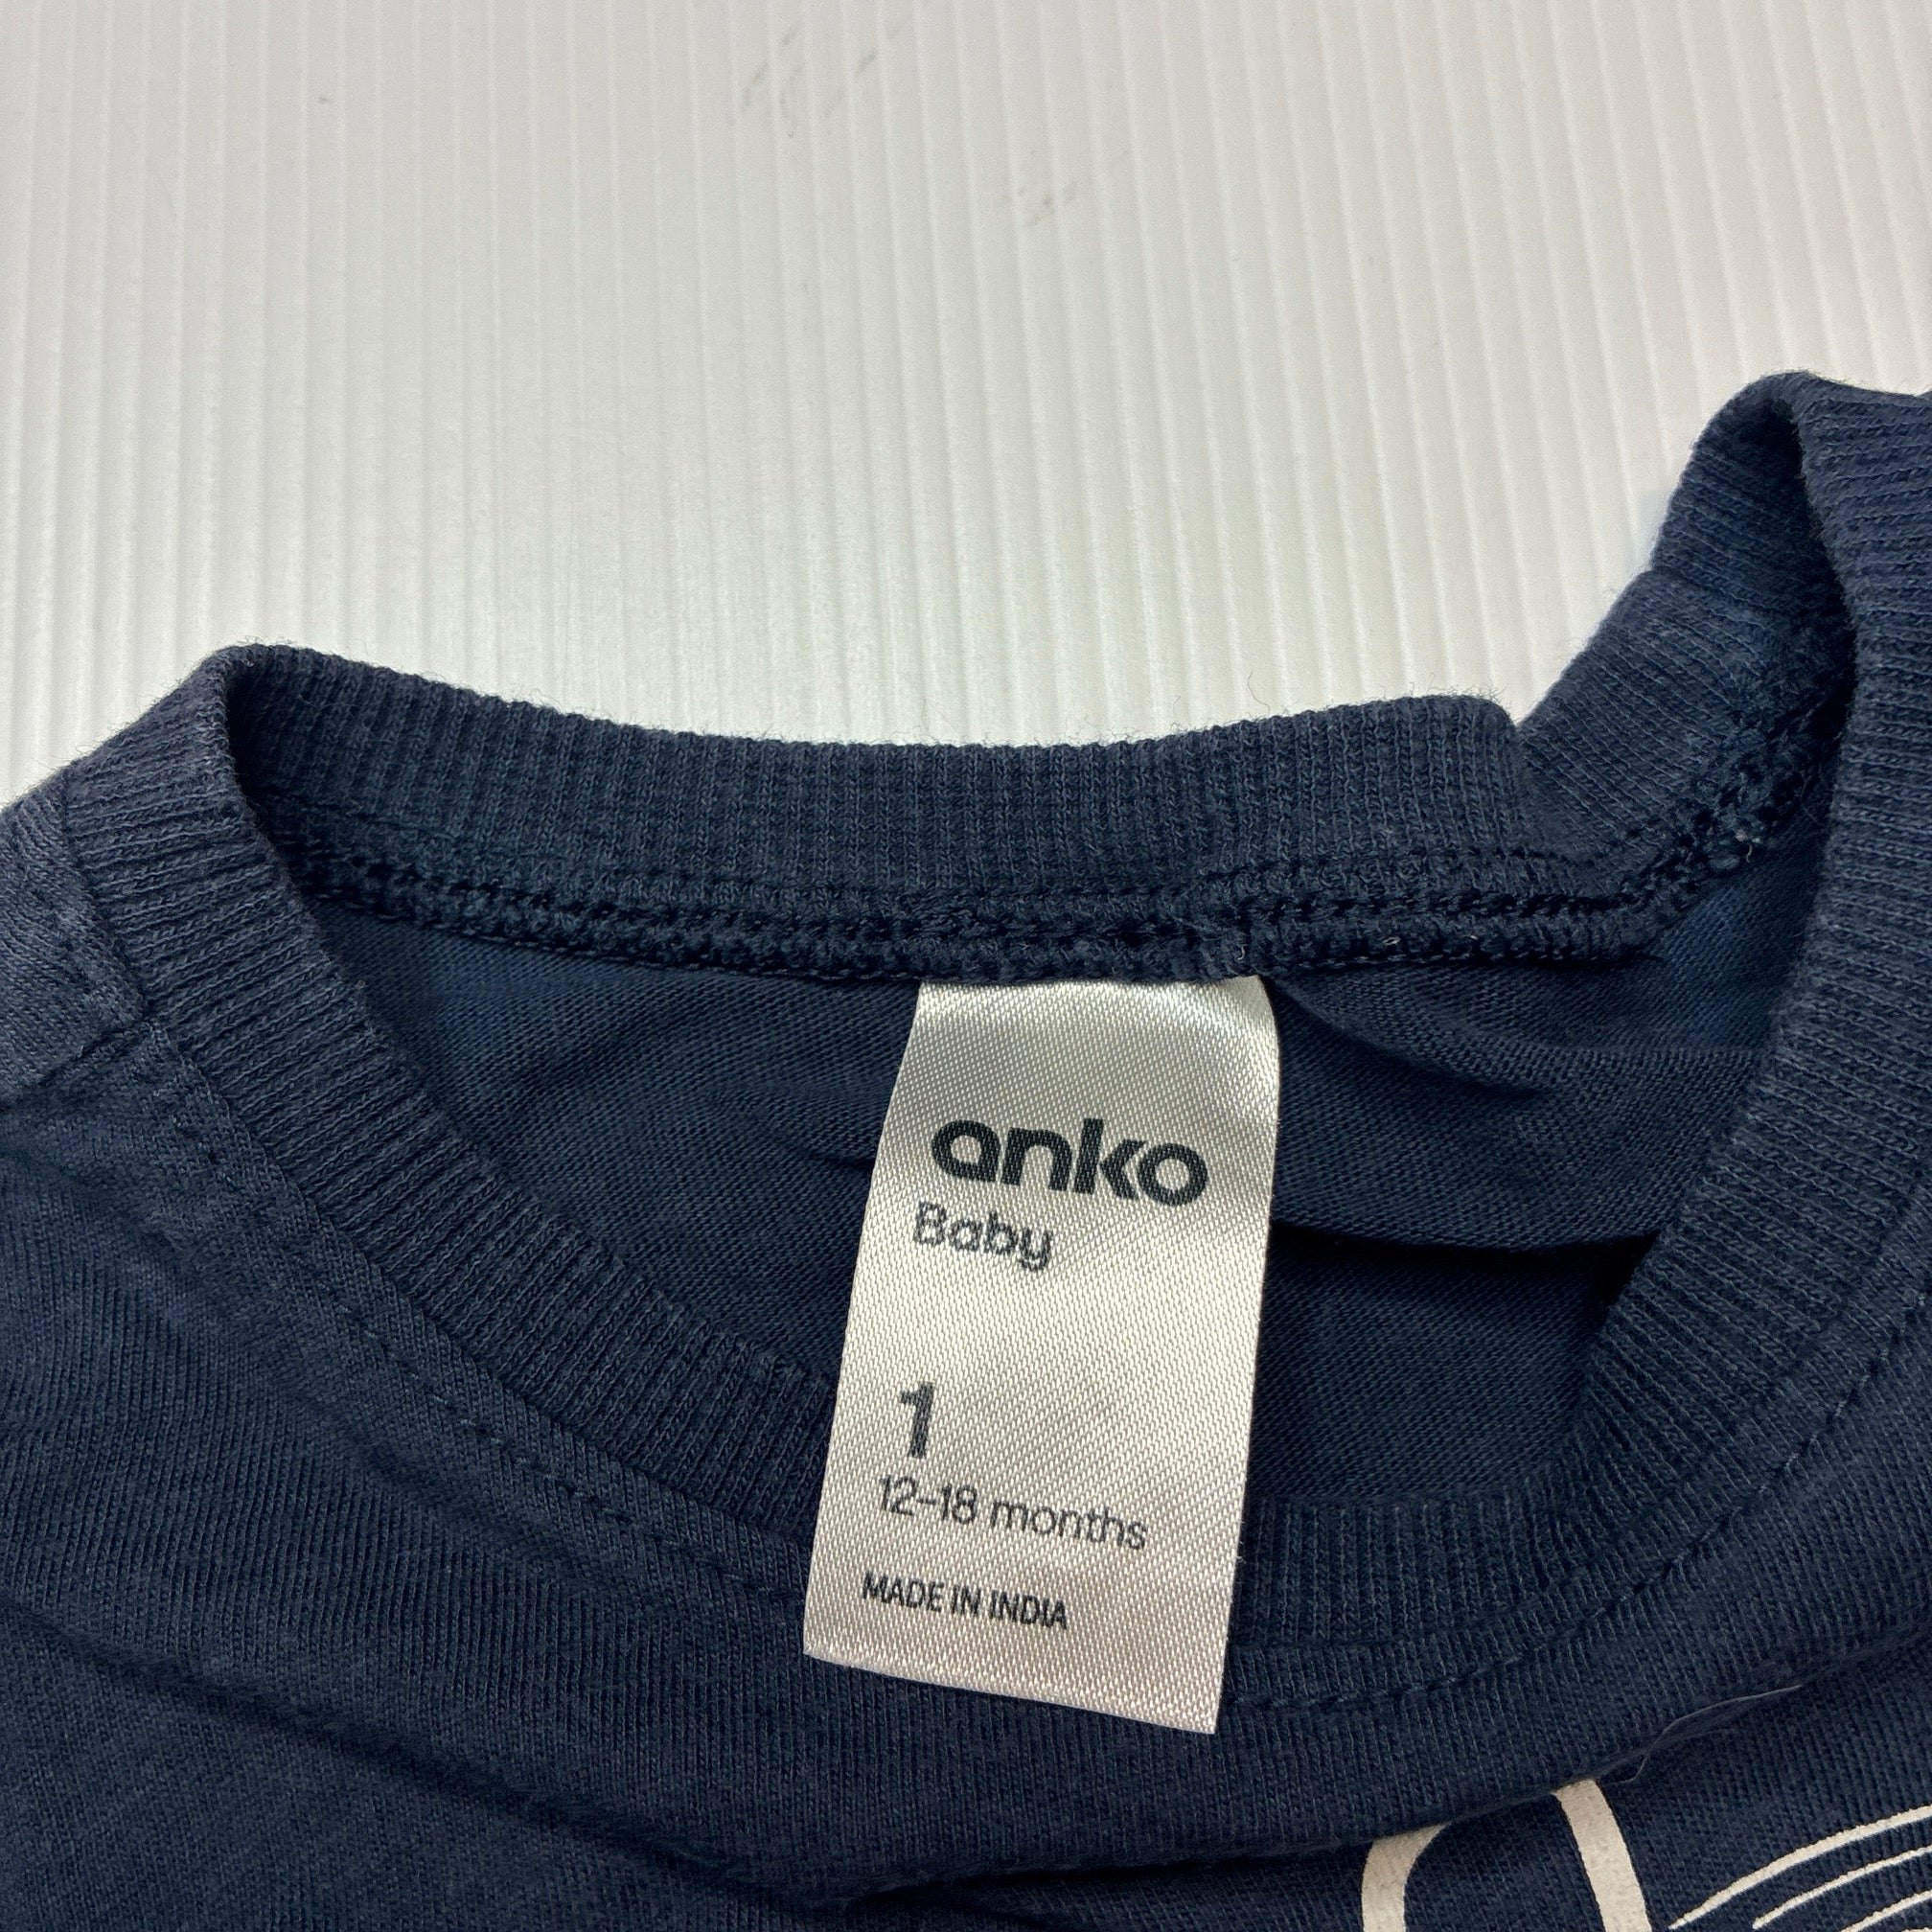 anko
Baby
1
12-18 months
MADE IN INDIA